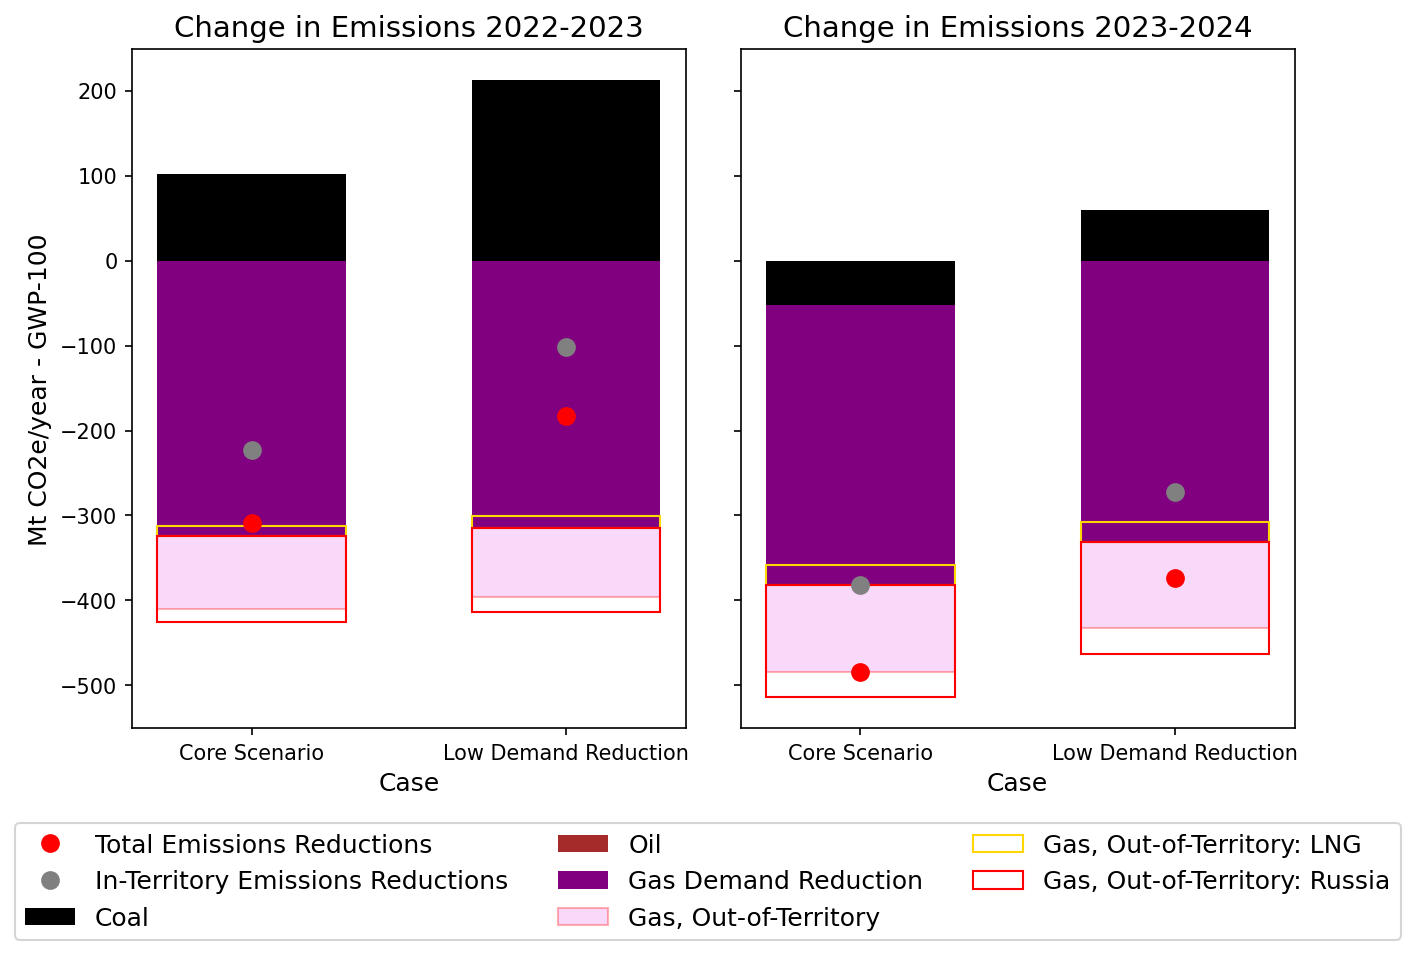 Change in Emissions 2022-2023
Change in Emissions 2023-2024
Mt CO2e/year - GWP-100
200
100
0
−100
−200
−300
−400
−500
Core Scenario
Low Demand Reduction
Core Scenario
Low Demand Reduction
Case
Case
Total Emissions Reductions
In-Territory Emissions Reductions
Coal
Oil
Gas Demand Reduction
Gas, Out-of-Territory
Gas, Out-of-Territory: LNG
Gas, Out-of-Territory: Russia